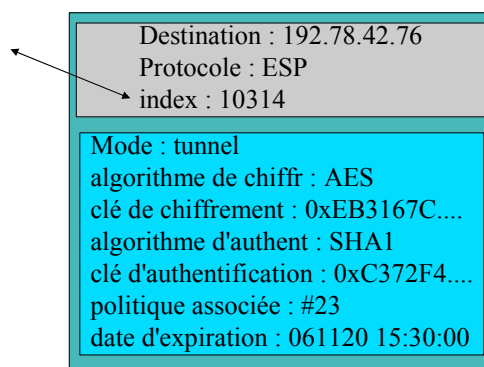 Destination : 192.78.42.76
Protocole : ESP
index : 10314
Mode : tunnel
algorithme de chiffr : AES
clé de chiffrement : 0xEB3167C....
algorithme d'authent : SHA1
clé d'authentification : 0xC372F4....
politique associée : #23
date d'expiration : 061120 15:30:00